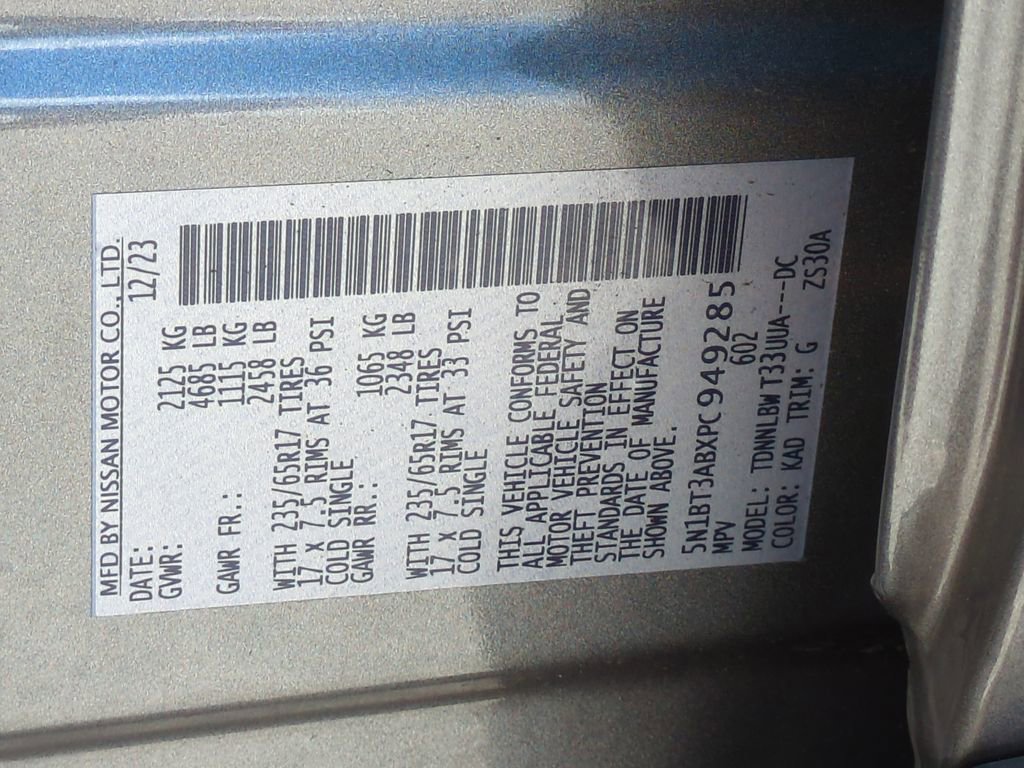 MFD BY NISSAN MOTOR CO., LTD.
DATE: 12/23
GVWR: 2125 KG
4685 LB
GAWR FR.: 1115 KG
2458 LB
WITH 235/65R17 TIRES
17 X 7.5 RIMS AT 36 PSI
COLD SINGLE
GAWR RR.: 1065 KG
2348 LB
WITH 235/65R17 TIRES
17 X 7.5 RIMS AT 33 PSI
COLD SINGLE
THIS VEHICLE CONFORMS TO
ALL APPLICABLE FEDERAL
MOTOR VEHICLE SAFETY AND
THEFT PREVENTION
STANDARDS IN EFFECT ON
THE DATE OF MANUFACTURE
SHOWN ABOVE.
5N1BT3ABXPC949285
MPV 602
MODEL: TDNNLBWT33UUA----DC
COLOR: KAD TRIM: G ZS30A